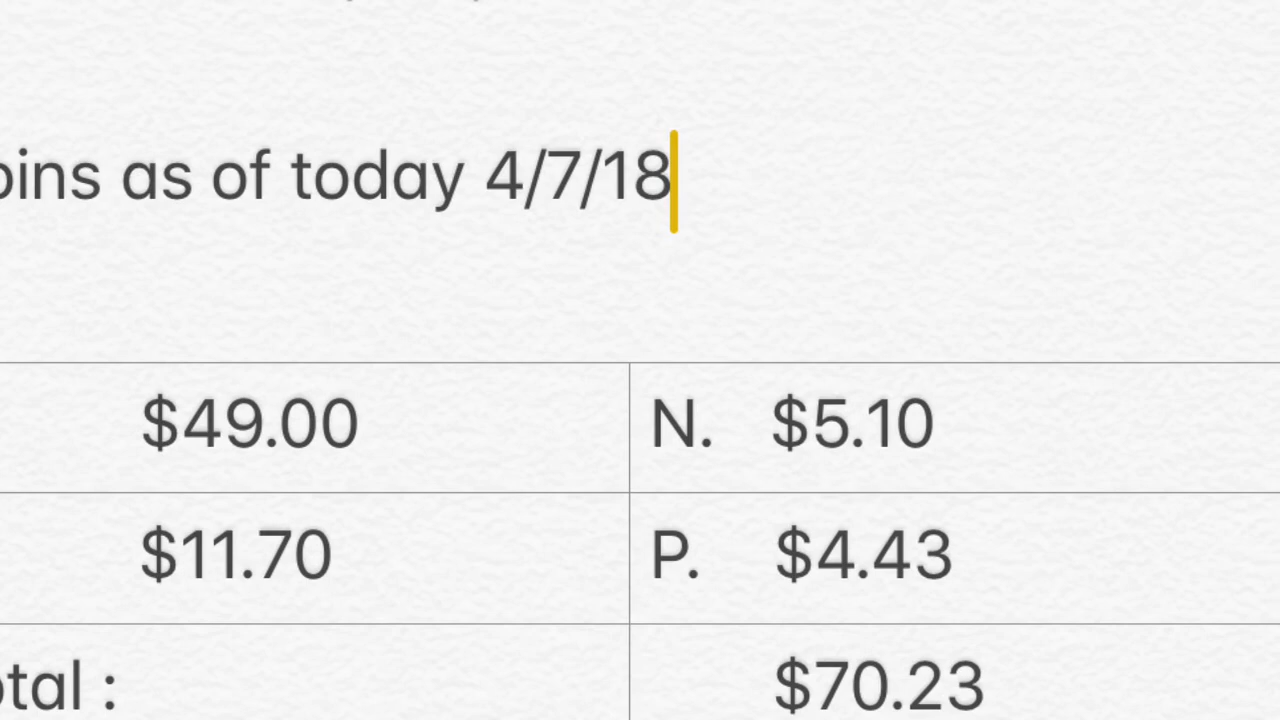 oins as of today 4/7/18
$49.00 N. $5.10
$11.70 P. $4.43
otal : $70.23